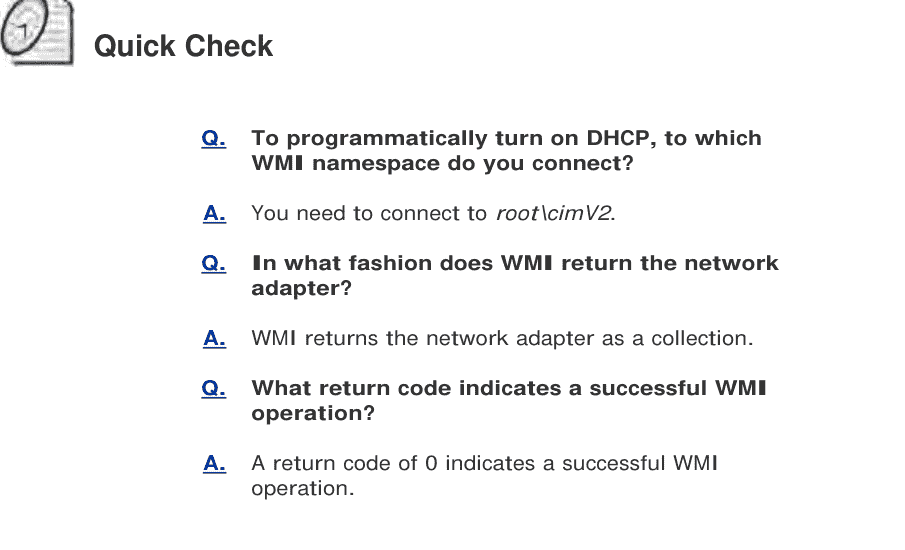 Quick Check
Q. To programmatically turn on DHCP, to which
WMI namespace do you connect?
A. You need to connect to root\cimV2.
Q. In what fashion does WMI return the network
adapter?
A. WMI returns the network adapter as a collection.
Q. What return code indicates a successful WMI
operation?
A. A return code of 0 indicates a successful WMI
operation.